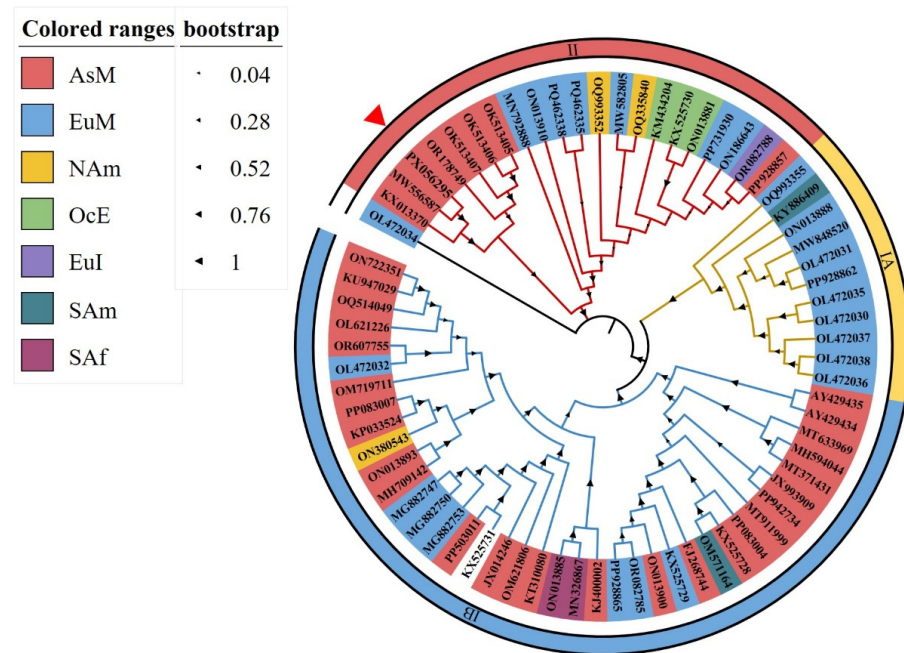 Colored ranges
AsM
EuM
NAm
OcE
EuI
SAm
SAf
bootstrap
0.04
0.28
0.52
0.76
1
II
IA
IB
OL472034
KX013370
MW556587
PX056295
OR178749
OK513407
OK513406
OK513405
MN792888
ON013910
PQ462338
PQ462335
OQ993352
MW582805
OQ335840
KM434204
KX525730
ON013881
PP731930
ON186643
OR082788
PP928857
OQ993355
KY886409
ON013888
MW848520
OL472031
PP928862
OL472035
OL472030
OL472037
OL472038
OL472036
AY429435
AY429434
MT633969
MH594044
MT371431
JX993909
PP942734
MT911999
PP083004
KX525728
OM571164
FJ268744
KX525729
ON013900
OR082785
PP928865
KJ400002
MN326867
ON013885
KT310080
OM621806
JX014246
KX525731
PP503011
MG882753
MG882750
MG882747
MH709142
ON013893
ON380543
KP033524
PP083007
OM719711
OL472032
OR607755
OL621226
OQ514049
KU947029
ON722351